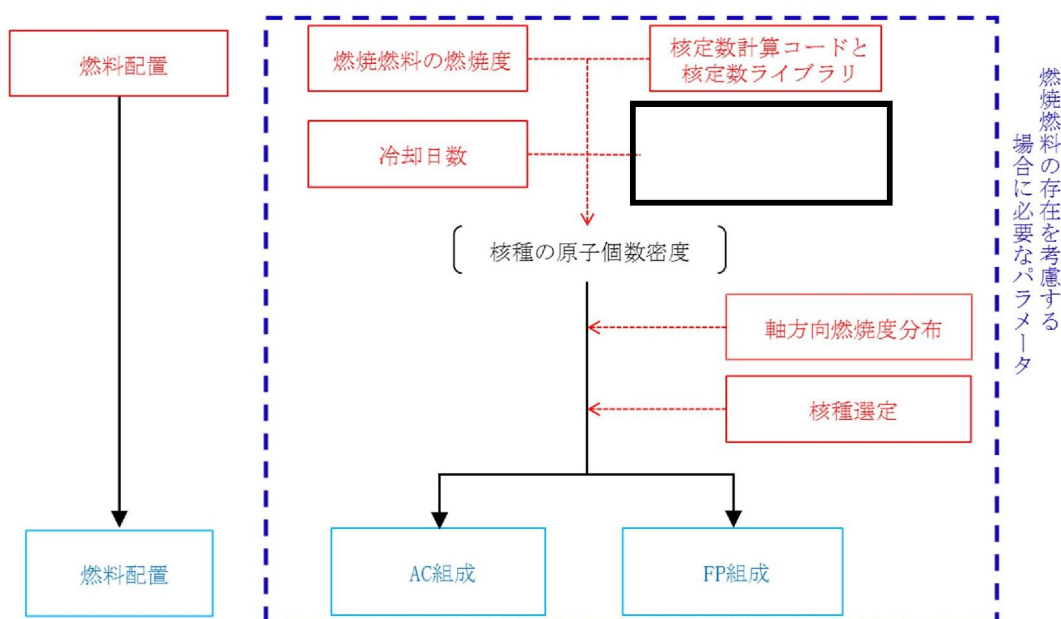 燃料配置
燃焼燃料の燃焼度
核定数計算コードと
核定数ライブラリ
冷却日数
核種の原子個数密度
軸方向燃焼度分布
核種選定
燃料配置
AC組成
FP組成
燃焼燃料の存在を考慮する
場合に必要なパラメータ